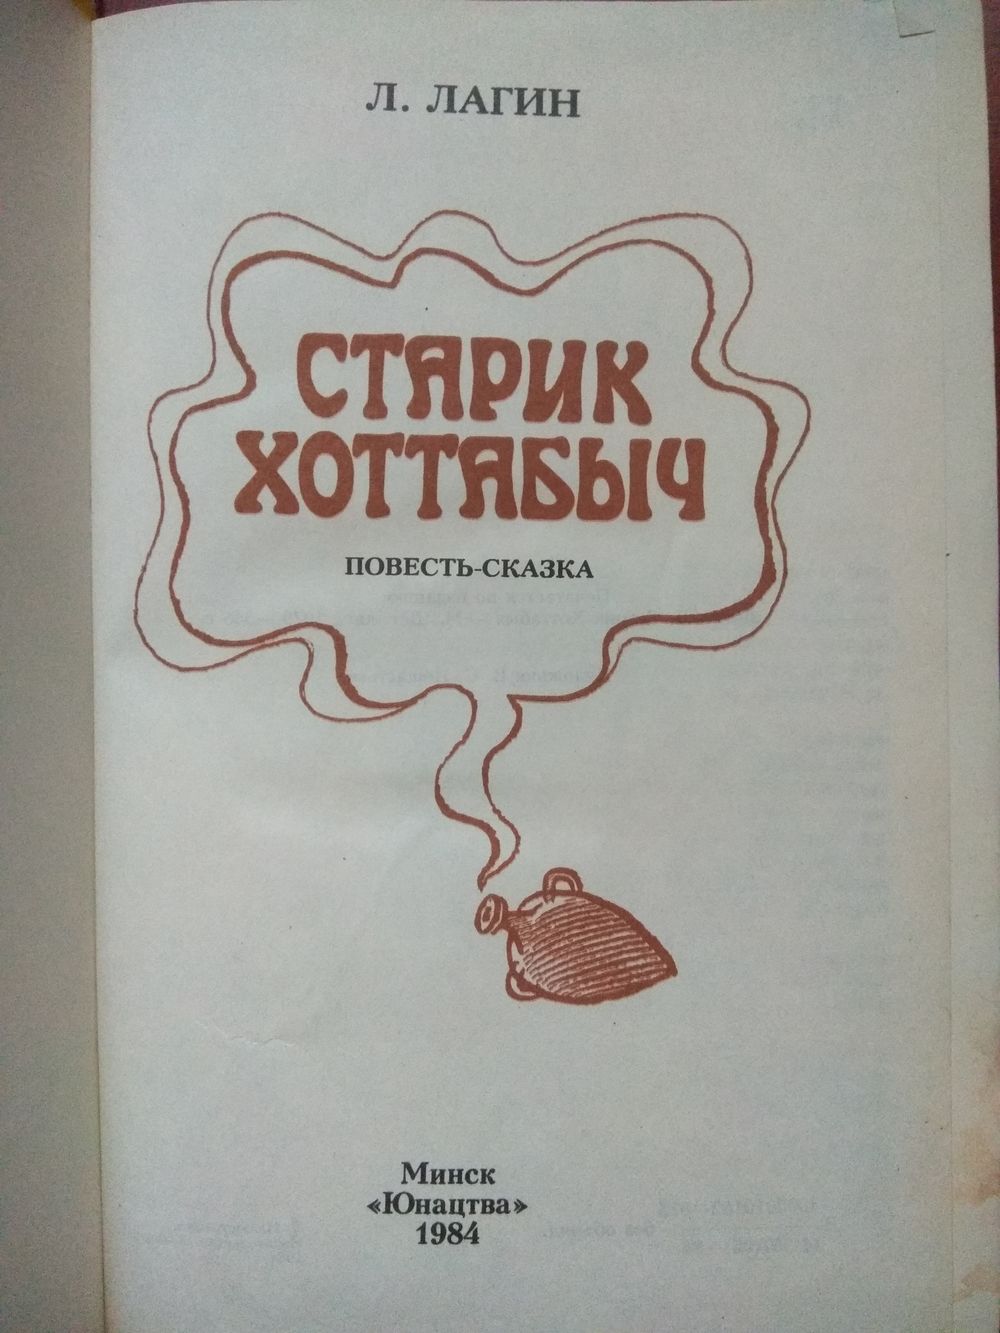 Л. ЛАГИН
СТАРИК
ХОТТАБЫЧ
ПОВЕСТЬ-СКАЗКА
Минск
«Юнацтва»
1984